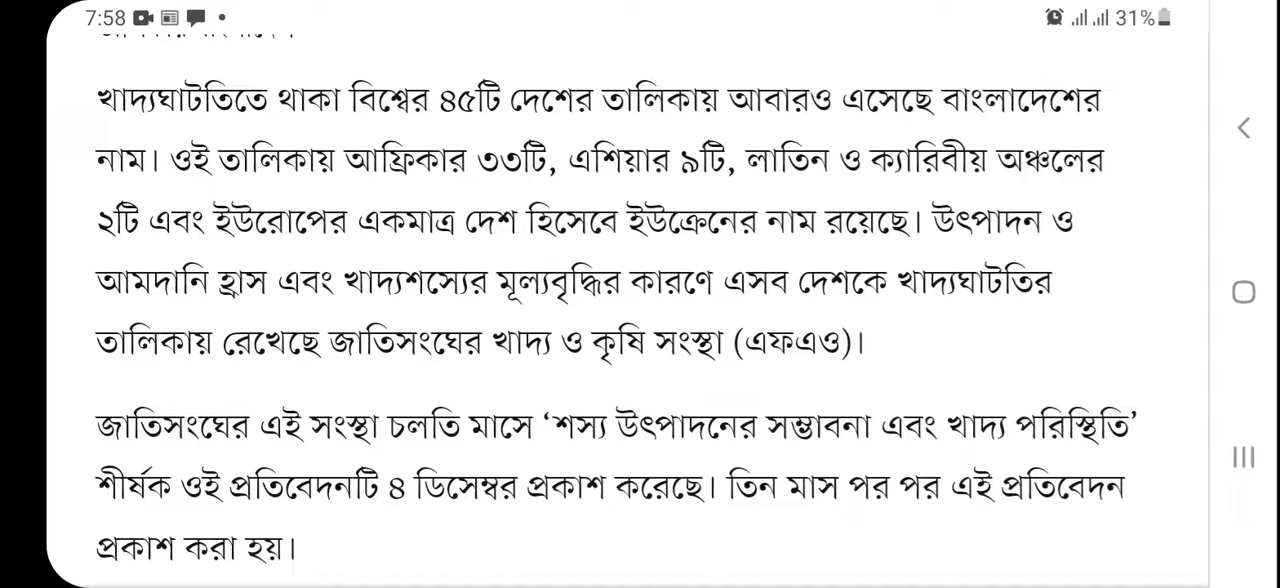 7:58
31%
খাদ্যঘাটতিতে থাকা বিশ্বের ৪৫টি দেশের তালিকায় আবারও এসেছে বাংলাদেশের
নাম। ওই তালিকায় আফ্রিকার ৩৩টি, এশিয়ার ৯টি, লাতিন ও ক্যারিবীয় অঞ্চলের
২টি এবং ইউরোপের একমাত্র দেশ হিসেবে ইউক্রেনের নাম রয়েছে। উৎপাদন ও
আমদানি হ্রাস এবং খাদ্যশস্যের মূল্যবৃদ্ধির কারণে এসব দেশকে খাদ্যঘাটতির
তালিকায় রেখেছে জাতিসংঘের খাদ্য ও কৃষি সংস্থা (এফএও)।
জাতিসংঘের এই সংস্থা চলতি মাসে ‘শস্য উৎপাদনের সম্ভাবনা এবং খাদ্য পরিস্থিতি’
শীর্ষক ওই প্রতিবেদনটি ৪ ডিসেম্বর প্রকাশ করেছে। তিন মাস পর পর এই প্রতিবেদন
প্রকাশ করা হয়।